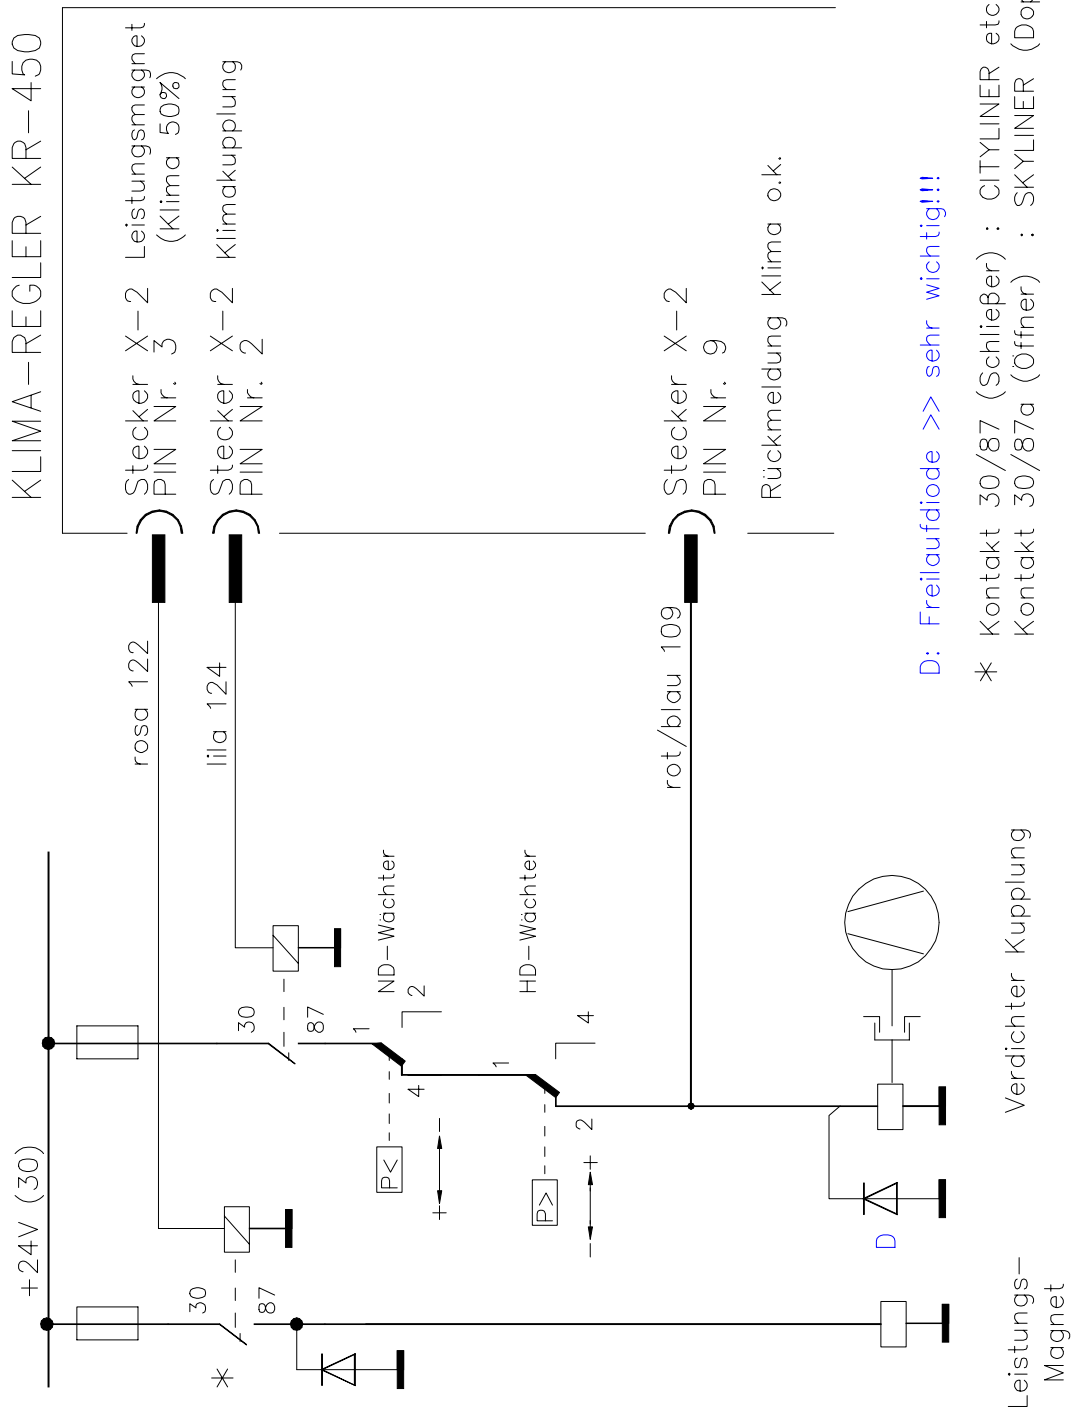 KLIMA-REGLER KR-450
Stecker X-2 Leistungsmagnet
PIN Nr. 3 (Klima 50%)
Stecker X-2 Klimakupplung
PIN Nr. 2
Stecker X-2
PIN Nr. 9
Rückmeldung Klima o.k.
rosa 122
lila 124
rot/blau 109
+24V (30)
30
87
*
30
87
ND-Wächter
1
2
4
P<
+ -
HD-Wächter
1
4
2
P>
- +
D
Leistungs-
Magnet
Verdichter Kupplung
D: Freilaufdiode >> sehr wichtig!!!
* Kontakt 30/87 (Schließer) : CITYLINER etc
Kontakt 30/87a (Öffner) : SKYLINER (Dop